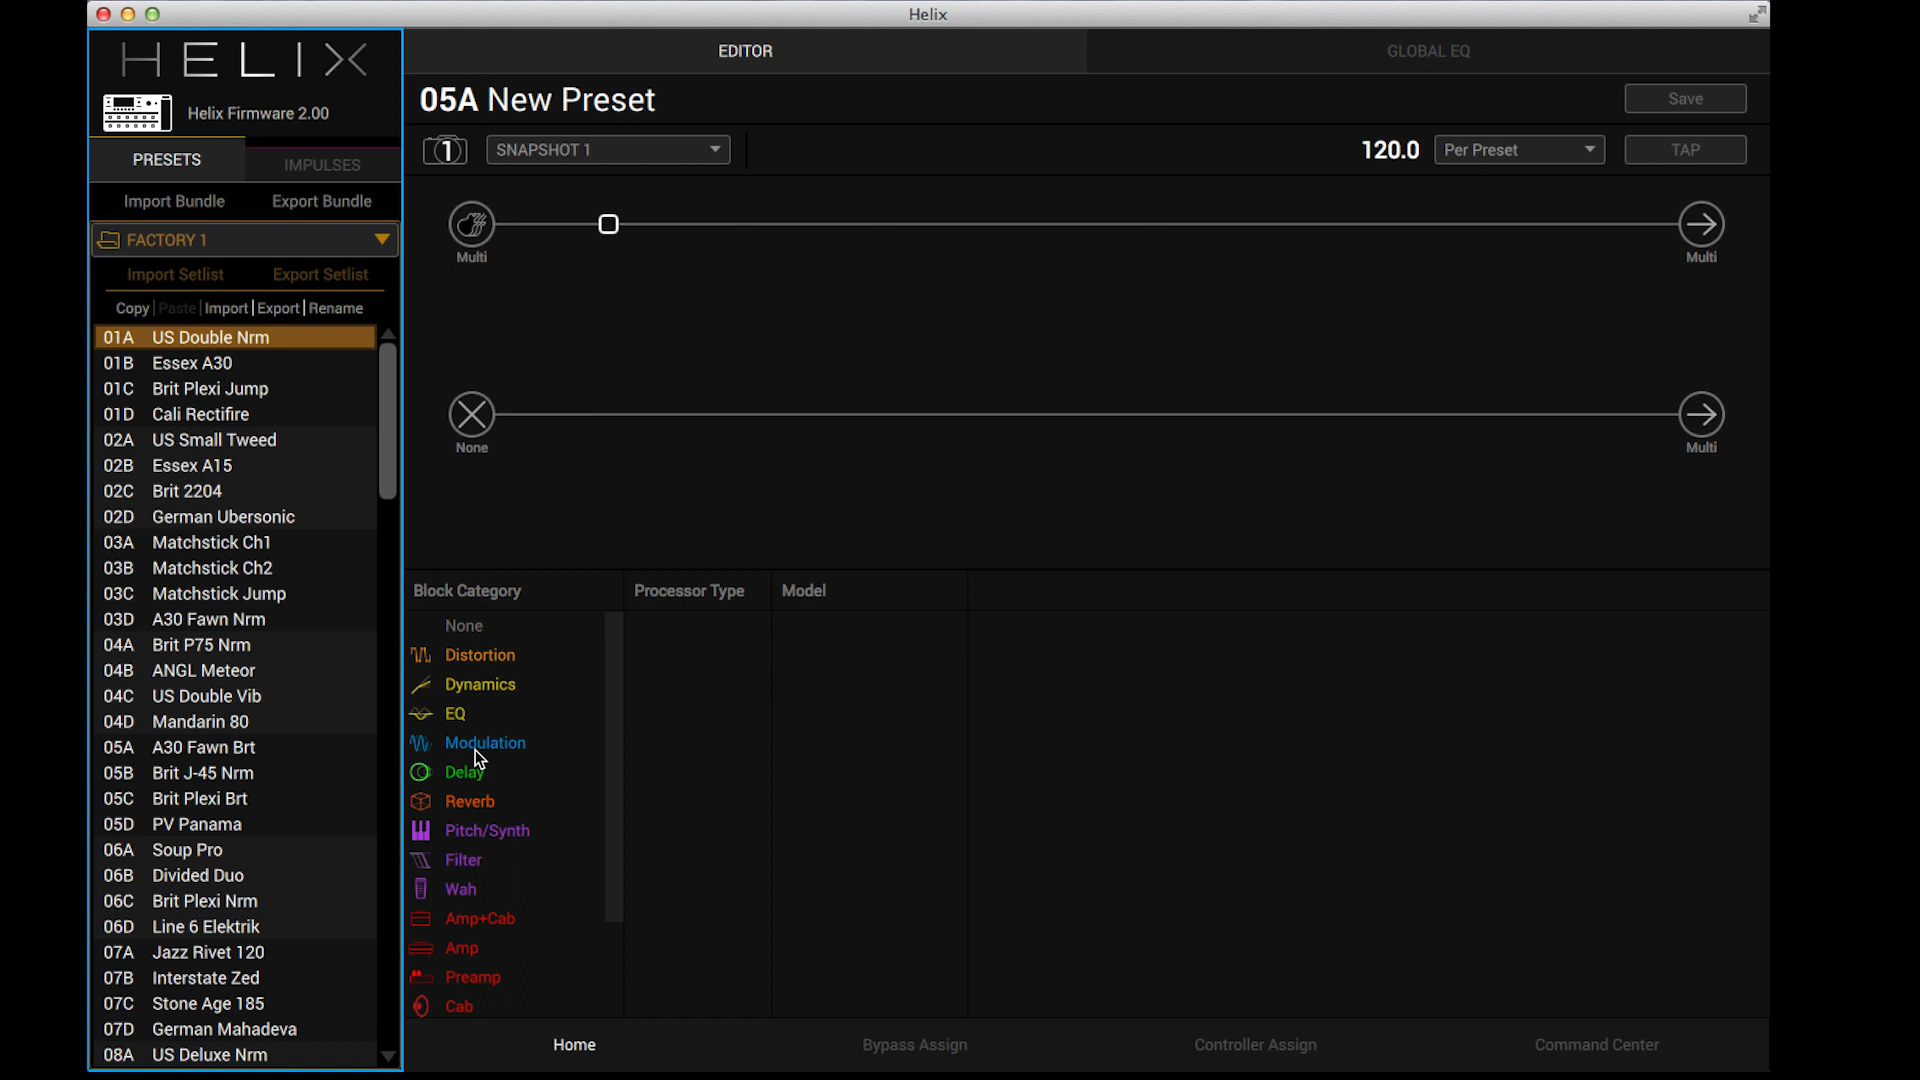 Helix
HELIX
Helix Firmware 2.00
PRESETS
IMPULSES
Import Bundle
Export Bundle
FACTORY 1
Import Setlist
Export Setlist
Copy | Paste | Import | Export | Rename
01A US Double Nrm
01B Essex A30
01C Brit Plexi Jump
01D Cali Rectifire
02A US Small Tweed
02B Essex A15
02C Brit 2204
02D German Ubersonic
03A Matchstick Ch1
03B Matchstick Ch2
03C Matchstick Jump
03D A30 Fawn Nrm
04A Brit P75 Nrm
04B ANGL Meteor
04C US Double Vib
04D Mandarin 80
05A A30 Fawn Brt
05B Brit J-45 Nrm
05C Brit Plexi Brt
05D PV Panama
06A Soup Pro
06B Divided Duo
06C Brit Plexi Nrm
06D Line 6 Elektrik
07A Jazz Rivet 120
07B Interstate Zed
07C Stone Age 185
07D German Mahadeva
08A US Deluxe Nrm
EDITOR
GLOBAL EQ
05A New Preset
Save
1
SNAPSHOT 1
120.0
Per Preset
TAP
Multi
Multi
None
Multi
Block Category
Processor Type
Model
None
Distortion
Dynamics
EQ
Modulation
Delay
Reverb
Pitch/Synth
Filter
Wah
Amp+Cab
Amp
Preamp
Cab
Home
Bypass Assign
Controller Assign
Command Center